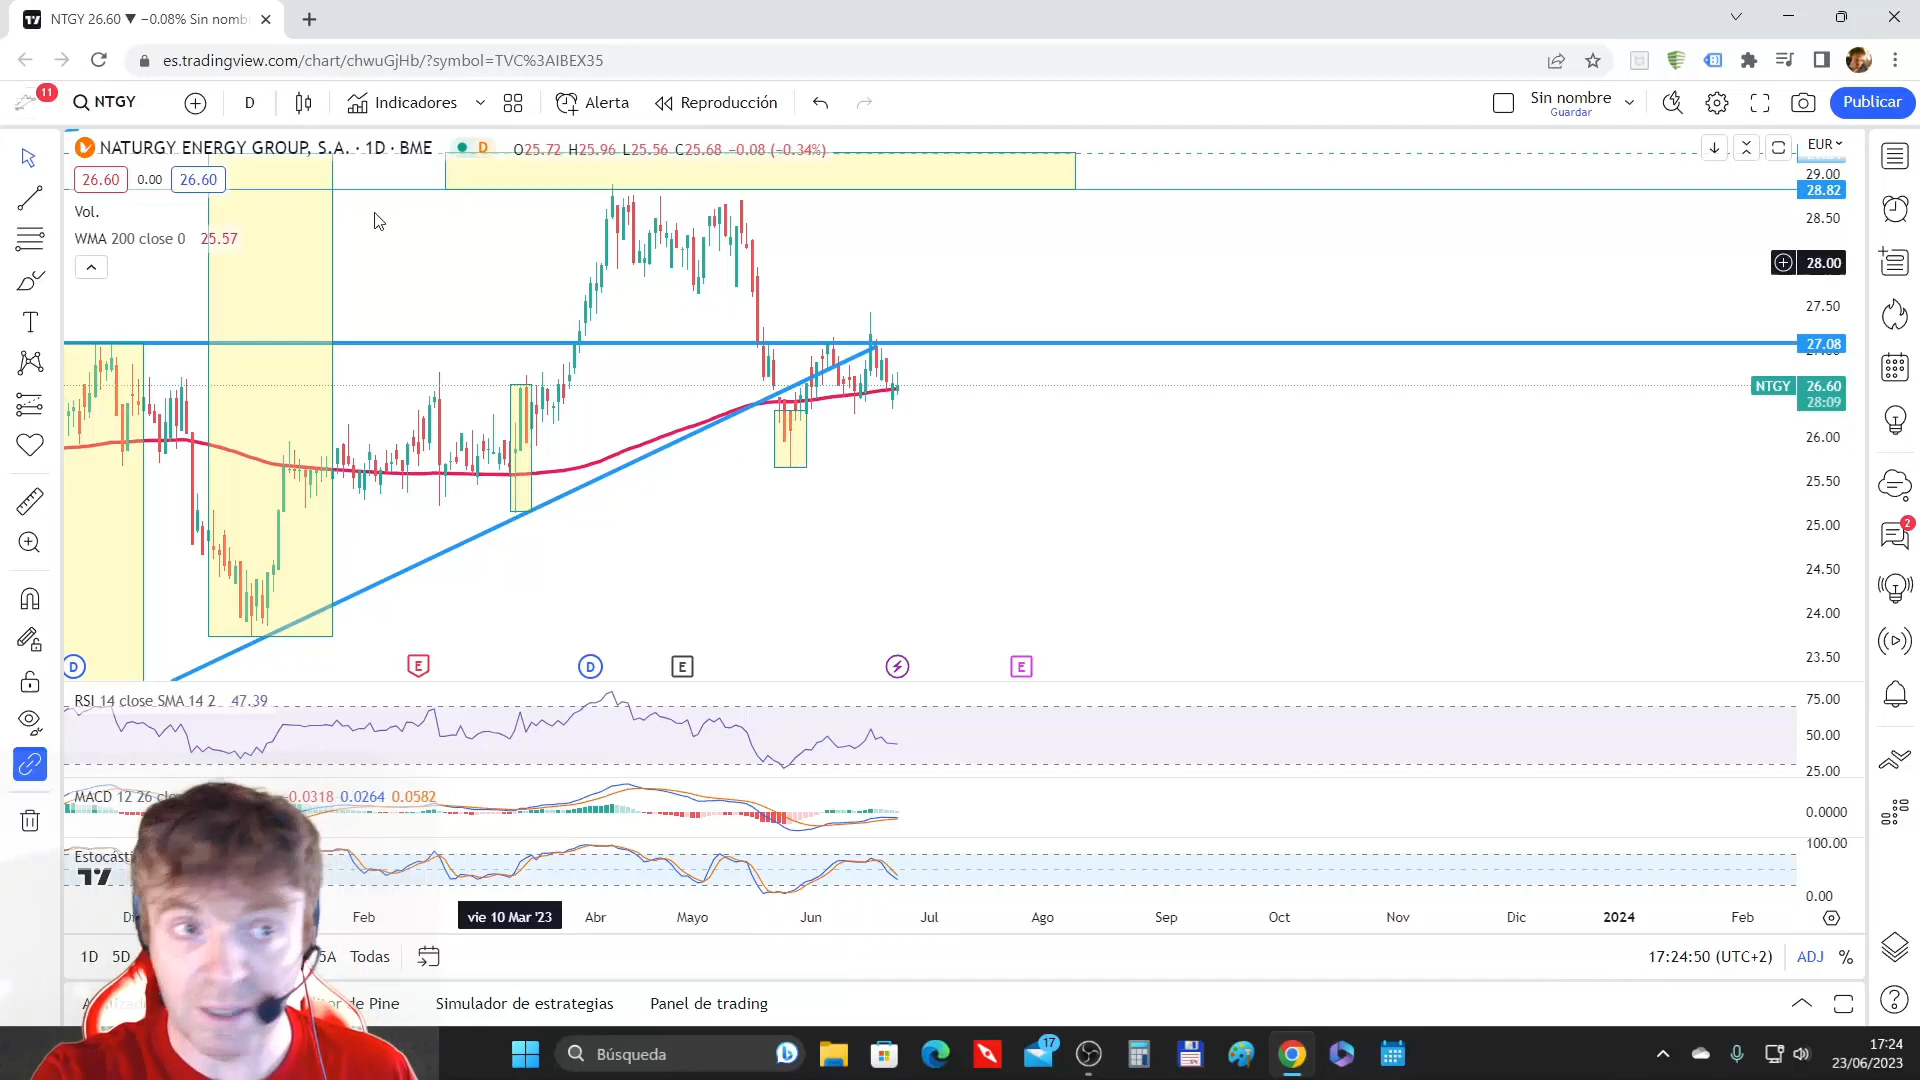 NTGY 26.60 ▼ −0.08% Sin nomb
es.tradingview.com/chart/chwuGjHb/?symbol=TVC%3AIBEX35
11
NTGY
D
Indicadores
Alerta
Reproducción
Sin nombre
Guardar
Publicar
NATURGY ENERGY GROUP, S.A. · 1D · BME
D
O25.72 H25.96 L25.56 C25.68 −0.08 (−0.34%)
EUR
26.60
0.00
26.60
Vol.
WMA 200 close 0 25.57
29.00
28.82
28.50
28.00
27.50
27.08
NTGY 26.60
28:09
26.00
25.50
25.00
24.50
24.00
23.50
2
D
E
D
E
E
RSI 14 close SMA 14 2 47.39
75.00
50.00
25.00
MACD 12 26 −0.0318 0.0264 0.0582
0.0000
Estocásti
100.00
0.00
Feb
vie 10 Mar '23
Abr
Mayo
Jun
Jul
Ago
Sep
Oct
Nov
Dic
2024
Feb
1D 5D
5A Todas
17:24:50 (UTC+2)
ADJ %
de Pine
Simulador de estrategias
Panel de trading
Búsqueda
17
17:24
23/06/2023